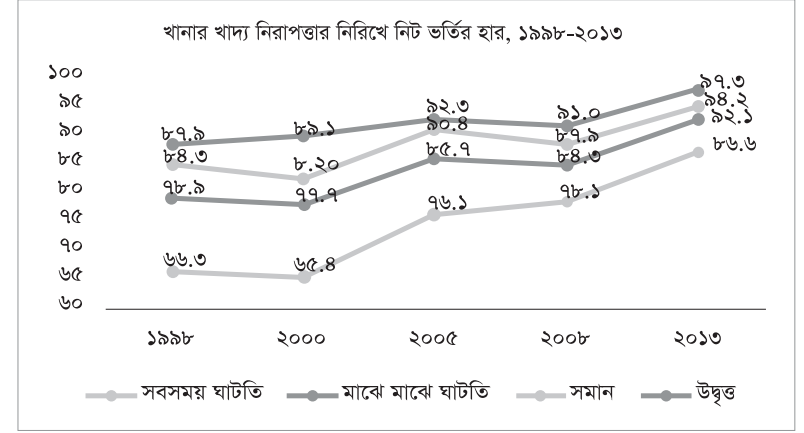 খানার খাদ্য নিরাপত্তার নিরিখে নিট ভর্তির হার, ১৯৯৮-২০১৩
১০০
৯৫
৯০
৮৫
৮০
৭৫
৭০
৬৫
৬০
৮৭.৯ ৮৯.১ ৯২.৩ ৯১.০ ৯৭.৩
৮৪.৩ ৮.২০ ৯০.৪ ৮৭.৯ ৯৪.২
৭৮.৯ ৭৭.৭ ৮৫.৭ ৮৪.৩ ৯২.১
৬৬.৩ ৬৫.৪ ৭৬.১ ৭৮.১ ৮৬.৬
১৯৯৮ ২০০০ ২০০৫ ২০০৮ ২০১৩
সবসময় ঘাটতি মাঝে মাঝে ঘাটতি সমান উদ্বৃত্ত